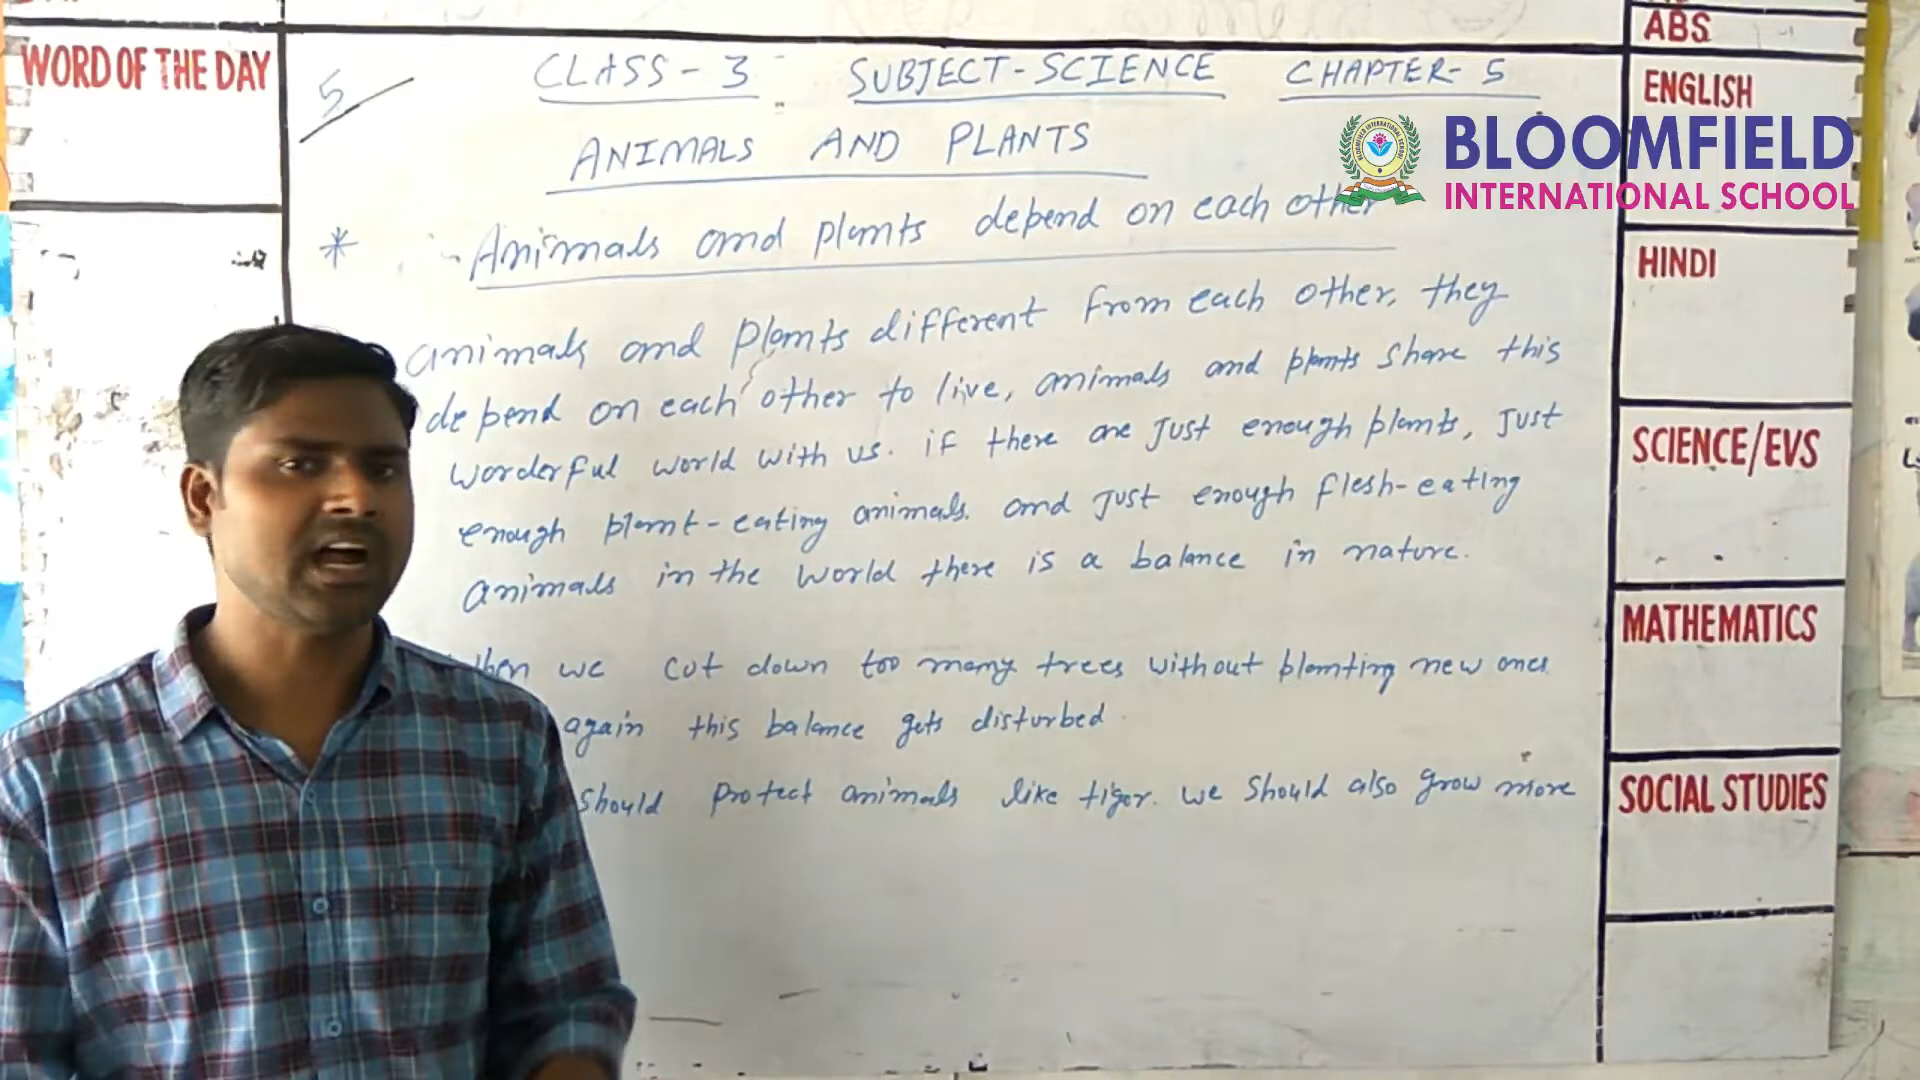 WORD OF THE DAY
5
CLASS-3 SUBJECT-SCIENCE CHAPTER-5
ANIMALS AND PLANTS
* Animals and plants depend on each other
animals and plants different from each other, they
depend on each other to live, animals and plants share this
worderful world with us. if there are just enough plants, just
enough plant-eating animals. and just enough flesh-eating
animals in the world there is a balance in nature.
we cut down too many trees without planting new ones
again this balance gets disturbed
should protect animals like tiger. we should also grow more
ABS
ENGLISH
HINDI
SCIENCE/EVS
MATHEMATICS
SOCIAL STUDIES
BLOOMFIELD
INTERNATIONAL SCHOOL